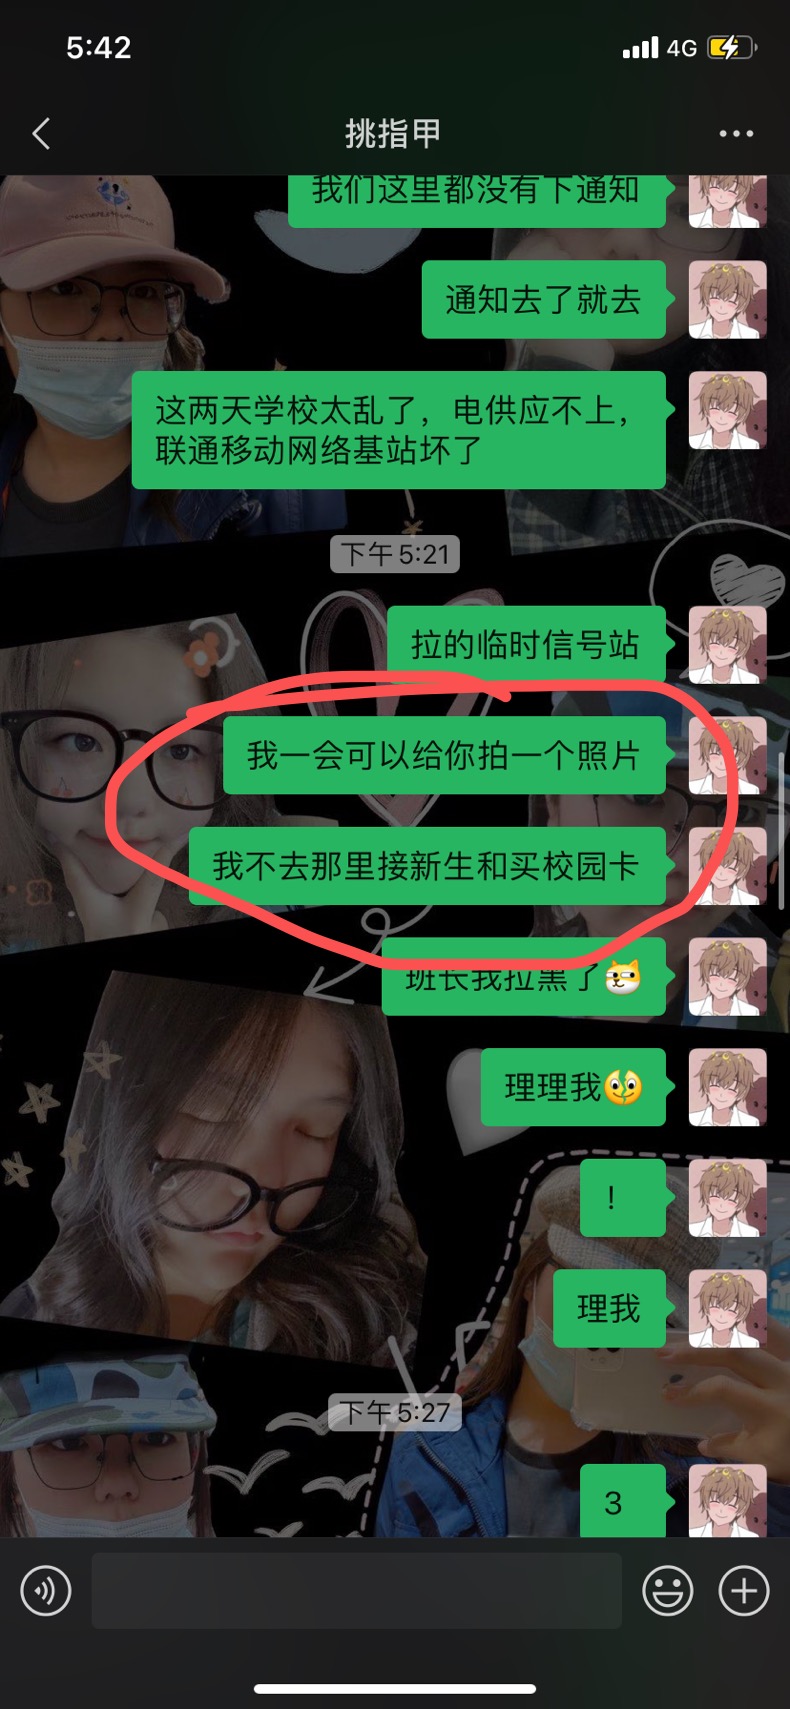 5:42
4G
挑指甲
我们这里都没有下通知
通知去了就去
这两天学校太乱了，电供应不上，
联通移动网络基站坏了
下午 5:21
拉的临时信号站
我一会可以给你拍一个照片
我不去那里接新生和买校园卡
班长我拉黑了
理理我
！
理我
下午 5:27
3